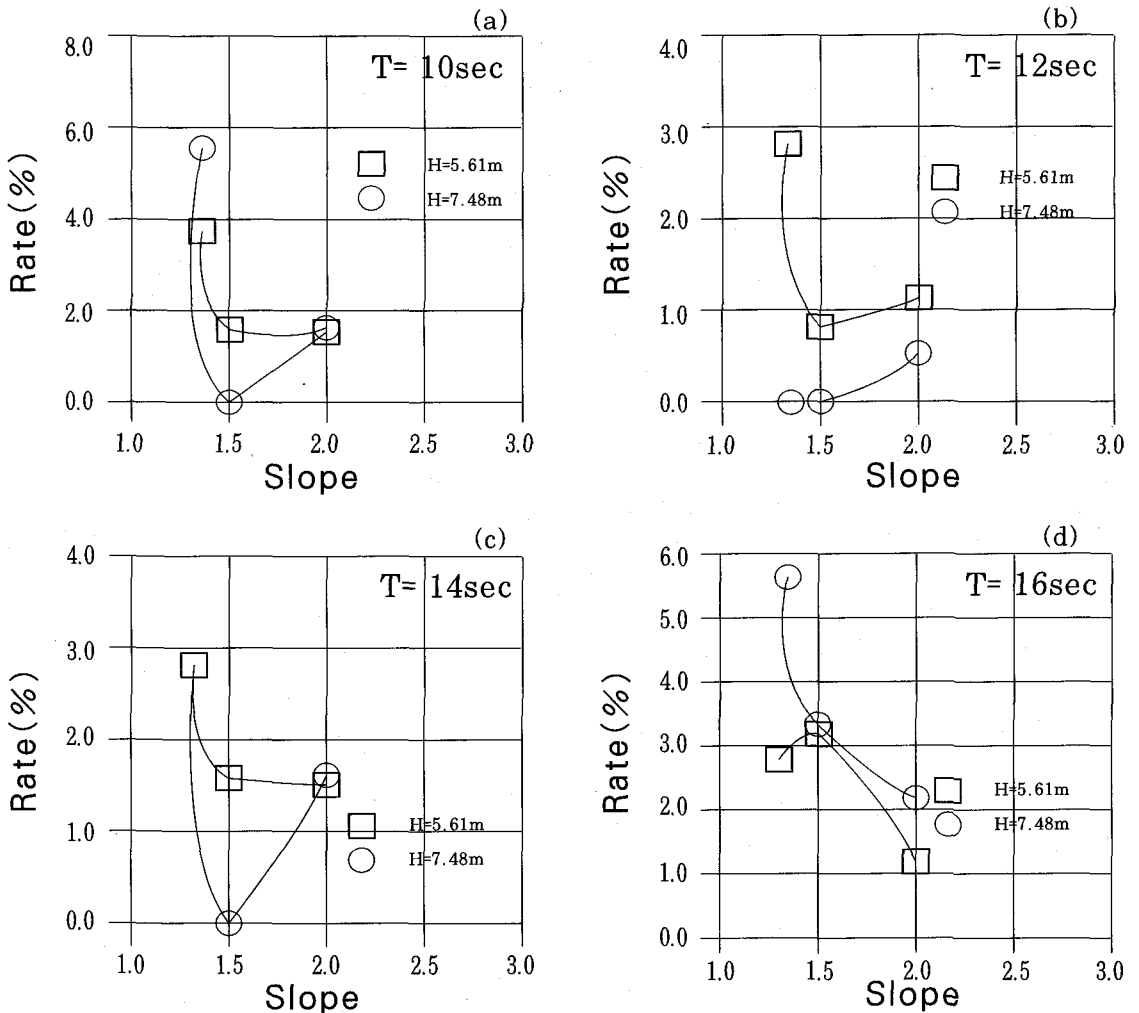 (a)
T= 10sec
Rate(%)
8.0
6.0
4.0
2.0
0.0
H=5.61m
H=7.48m
1.0 1.5 2.0 2.5 3.0
Slope
(b)
T= 12sec
Rate(%)
4.0
3.0
2.0
1.0
0.0
H=5.61m
H=7.48m
1.0 1.5 2.0 2.5 3.0
Slope
(c)
T= 14sec
Rate(%)
4.0
3.0
2.0
1.0
0.0
H=5.61m
H=7.48m
1.0 1.5 2.0 2.5 3.0
Slope
(d)
T= 16sec
Rate(%)
6.0
5.0
4.0
3.0
2.0
1.0
0.0
H=5.61m
H=7.48m
1.0 1.5 2.0 2.5 3.0
Slope